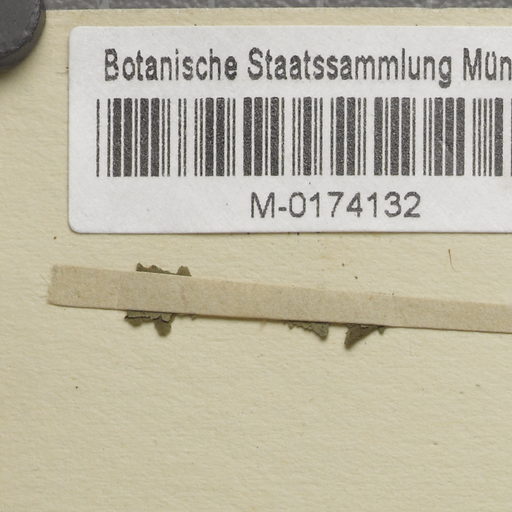 Botanische Staatssammlung Mün
M-0174132